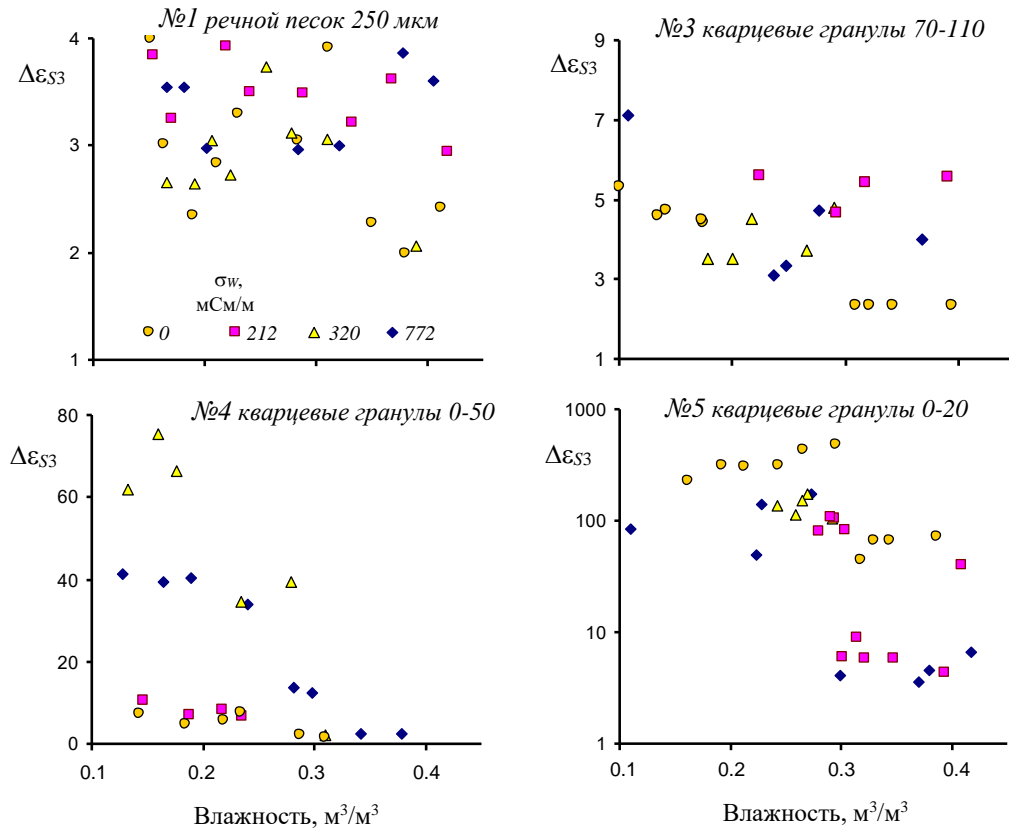 №1 речной песок 250 мкм
ΔεS3
4
3
2
1
σW,
мСм/м
0 212 320 772
№3 кварцевые гранулы 70-110
ΔεS3
9
7
5
3
1
№4 кварцевые гранулы 0-50
ΔεS3
80
60
40
20
0
0.1 0.2 0.3 0.4
Влажность, м³/м³
№5 кварцевые гранулы 0-20
ΔεS3
1000
100
10
1
0.1 0.2 0.3 0.4
Влажность, м³/м³